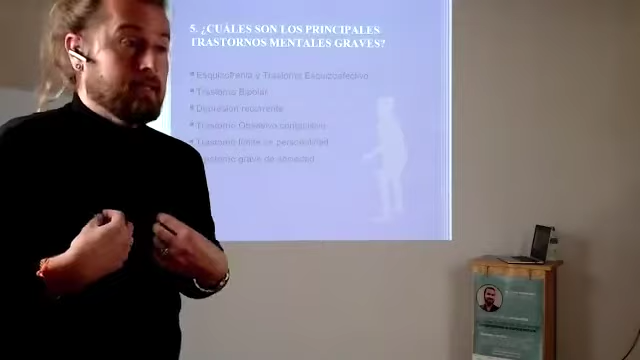 5. ¿CUÁLES SON LOS PRINCIPALES
TRASTORNOS MENTALES GRAVES?
Esquizofrenia y Trastorno Esquizoafectivo
Trastorno Bipolar
Depresión recurrente
Trastorno Obsesivo compulsivo
Trastorno límite de personalidad
grave de ansiedad